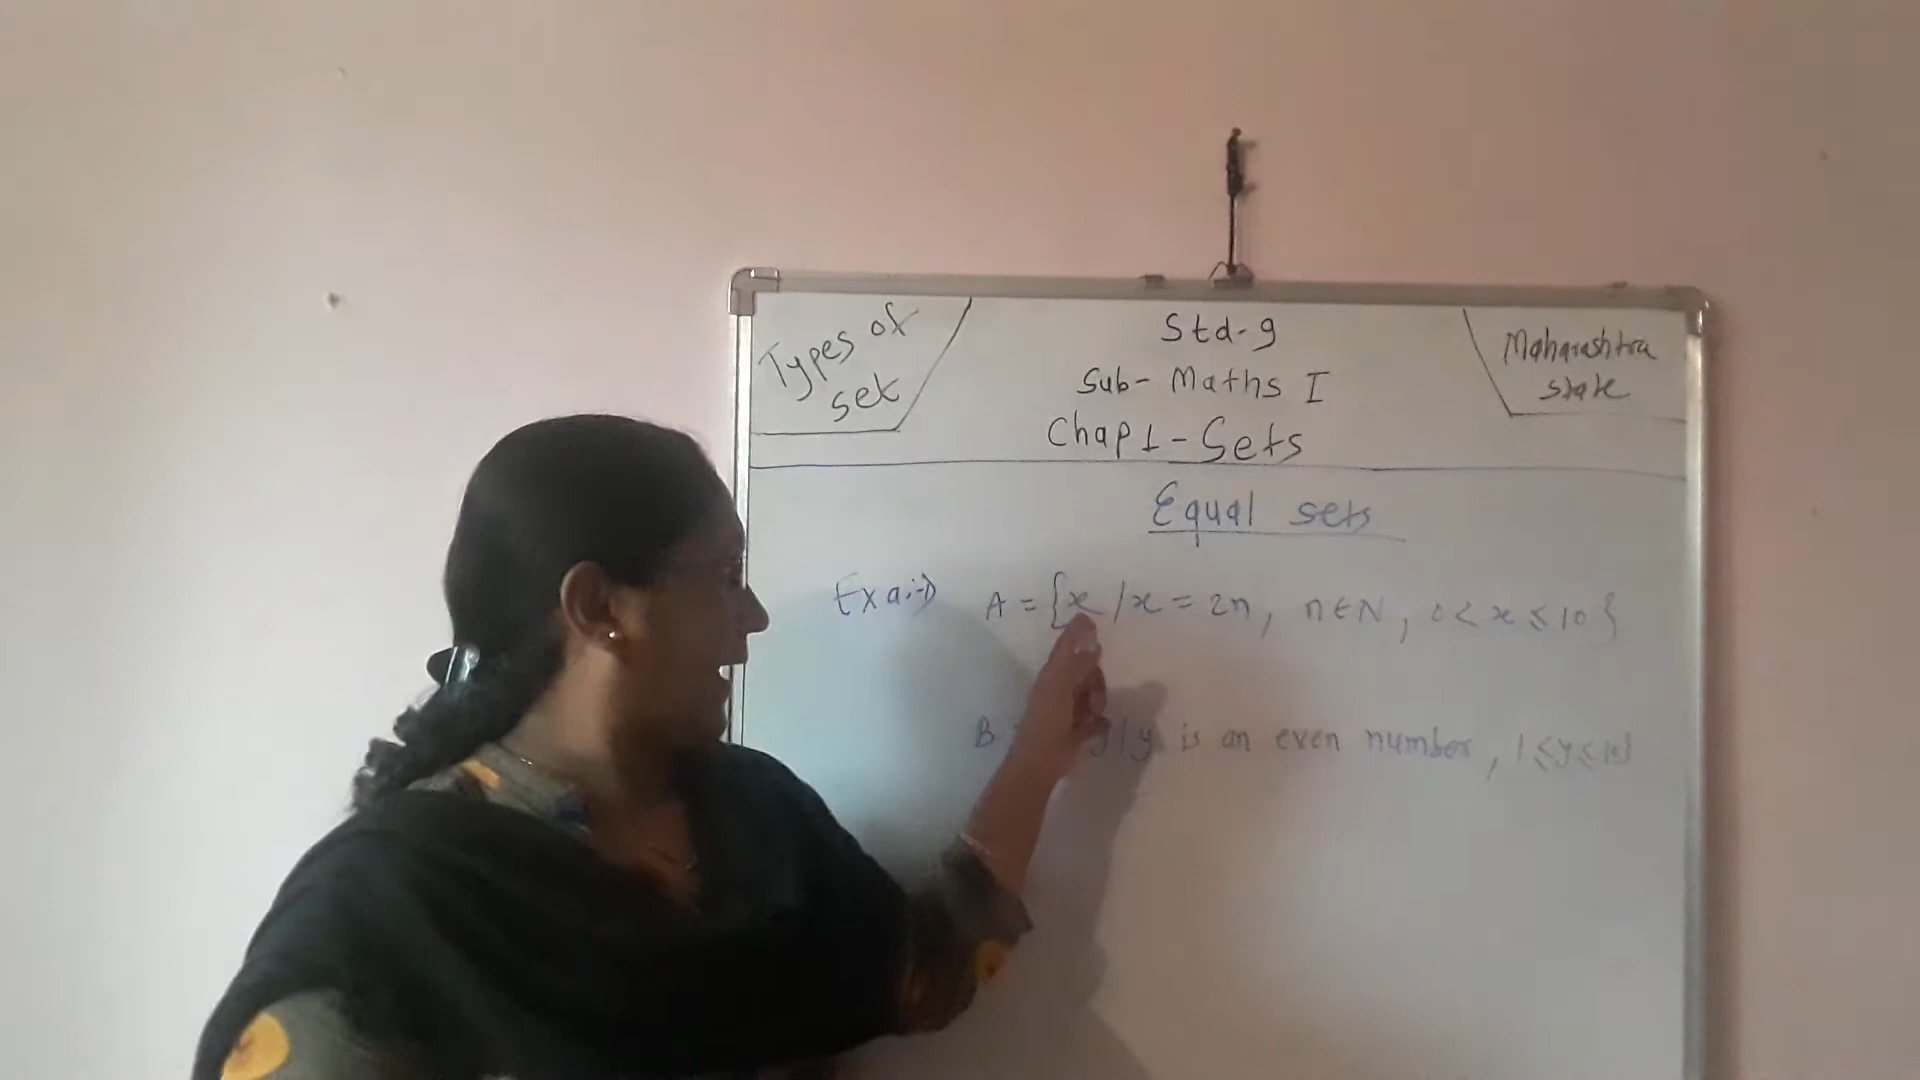 Types of
set
Std-9
Sub- Maths I
Chap 1 - Sets
Maharashtra
state
Equal sets
Exa:-1) A = {x / x = 2n, n ∈ N, 0 < x ≤ 10}
B y | y is an even number, 1 ≤ y ≤ 10}